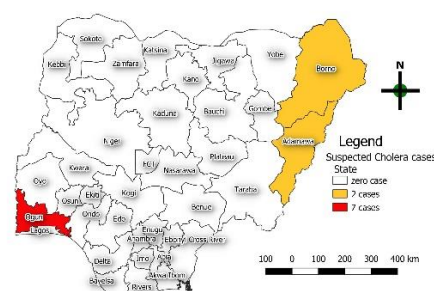 Sokoto
Katsina
Yobe
Jigawa
Kebbi
Zamfara
Borno
Kano
N
Kaduna
Bauchi
Gombe
Adamawa
Niger
Plateau
FCT
Nasarawa
Kwara
Oyo
Taraba
Kogi
Ekiti
Osun
Benue
Ogun
Ondo
Edo
Lagos
Enugu
Anambra
Ebony
Cross River
Delta
Imo
Abia
Akwa Ibom
Bayelsa
Rivers
Legend
Suspected Cholera cases
State
zero case
2 cases
7 cases
100 0 100 200 300 400 km